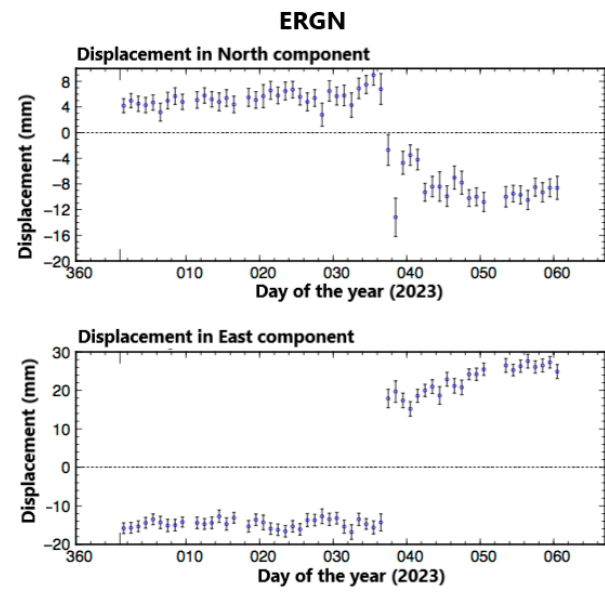 ERGN
Displacement in North component
8
4
0
−4
−8
−12
−16
−20
Displacement (mm)
360 010 020 030 040 050 060
Day of the year (2023)
Displacement in East component
30
20
10
0
−10
−20
Displacement (mm)
360 010 020 030 040 050 060
Day of the year (2023)